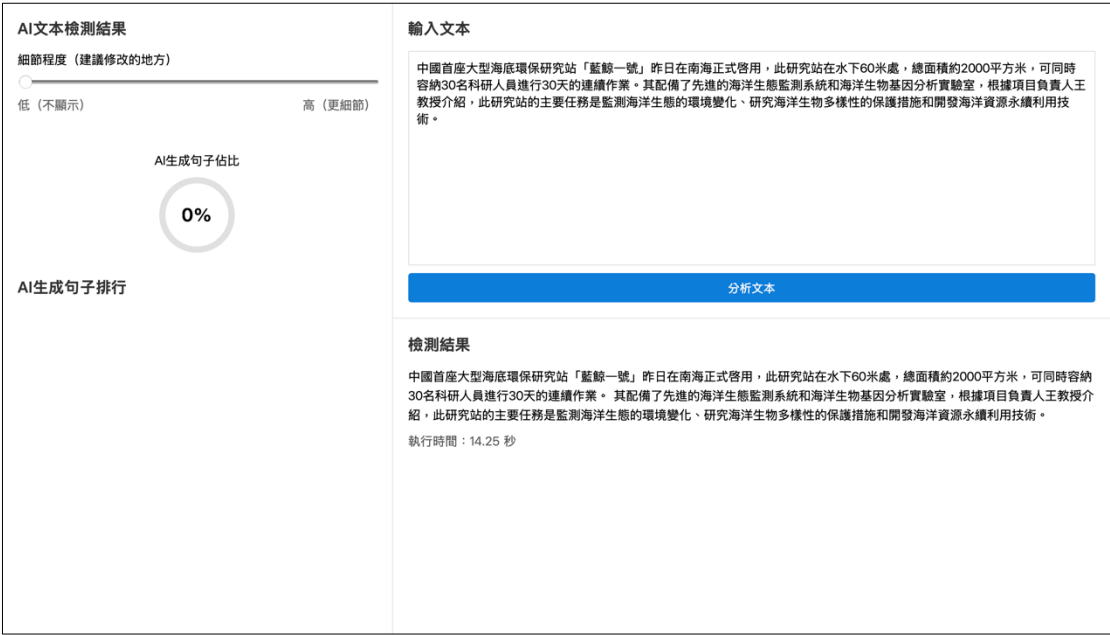 AI文本檢測結果
細節程度（建議修改的地方）
低（不顯示）
高（更細節）
AI生成句子佔比
0%
AI生成句子排行
輸入文本
中國首座大型海底環保研究站「藍鯨一號」昨日在南海正式啓用，此研究站在水下60米處，總面積約2000平方米，可同時
容納30名科研人員進行30天的連續作業。其配備了先進的海洋生態監測系統和海洋生物基因分析實驗室，根據項目負責人王
教授介紹，此研究站的主要任務是監測海洋生態的環境變化、研究海洋生物多樣性的保護措施和開發海洋資源永續利用技
術。
分析文本
檢測結果
中國首座大型海底環保研究站「藍鯨一號」昨日在南海正式啓用，此研究站在水下60米處，總面積約2000平方米，可同時容納
30名科研人員進行30天的連續作業。 其配備了先進的海洋生態監測系統和海洋生物基因分析實驗室，根據項目負責人王教授介
紹，此研究站的主要任務是監測海洋生態的環境變化、研究海洋生物多樣性的保護措施和開發海洋資源永續利用技術。
執行時間：14.25 秒